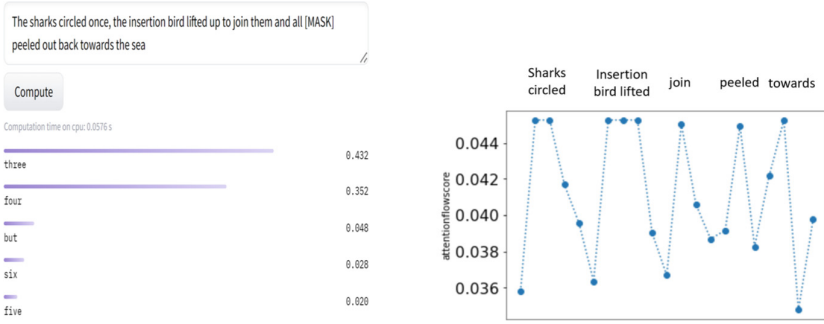 The sharks circled once, the insertion bird lifted up to join them and all [MASK]
peeled out back towards the sea
Compute
Computation time on cpu: 0.0576 s
three 0.432
four 0.352
but 0.048
six 0.028
five 0.020
Sharks
circled
Insertion
bird lifted
join
peeled
towards
attentionflowscore
0.044
0.042
0.040
0.038
0.036